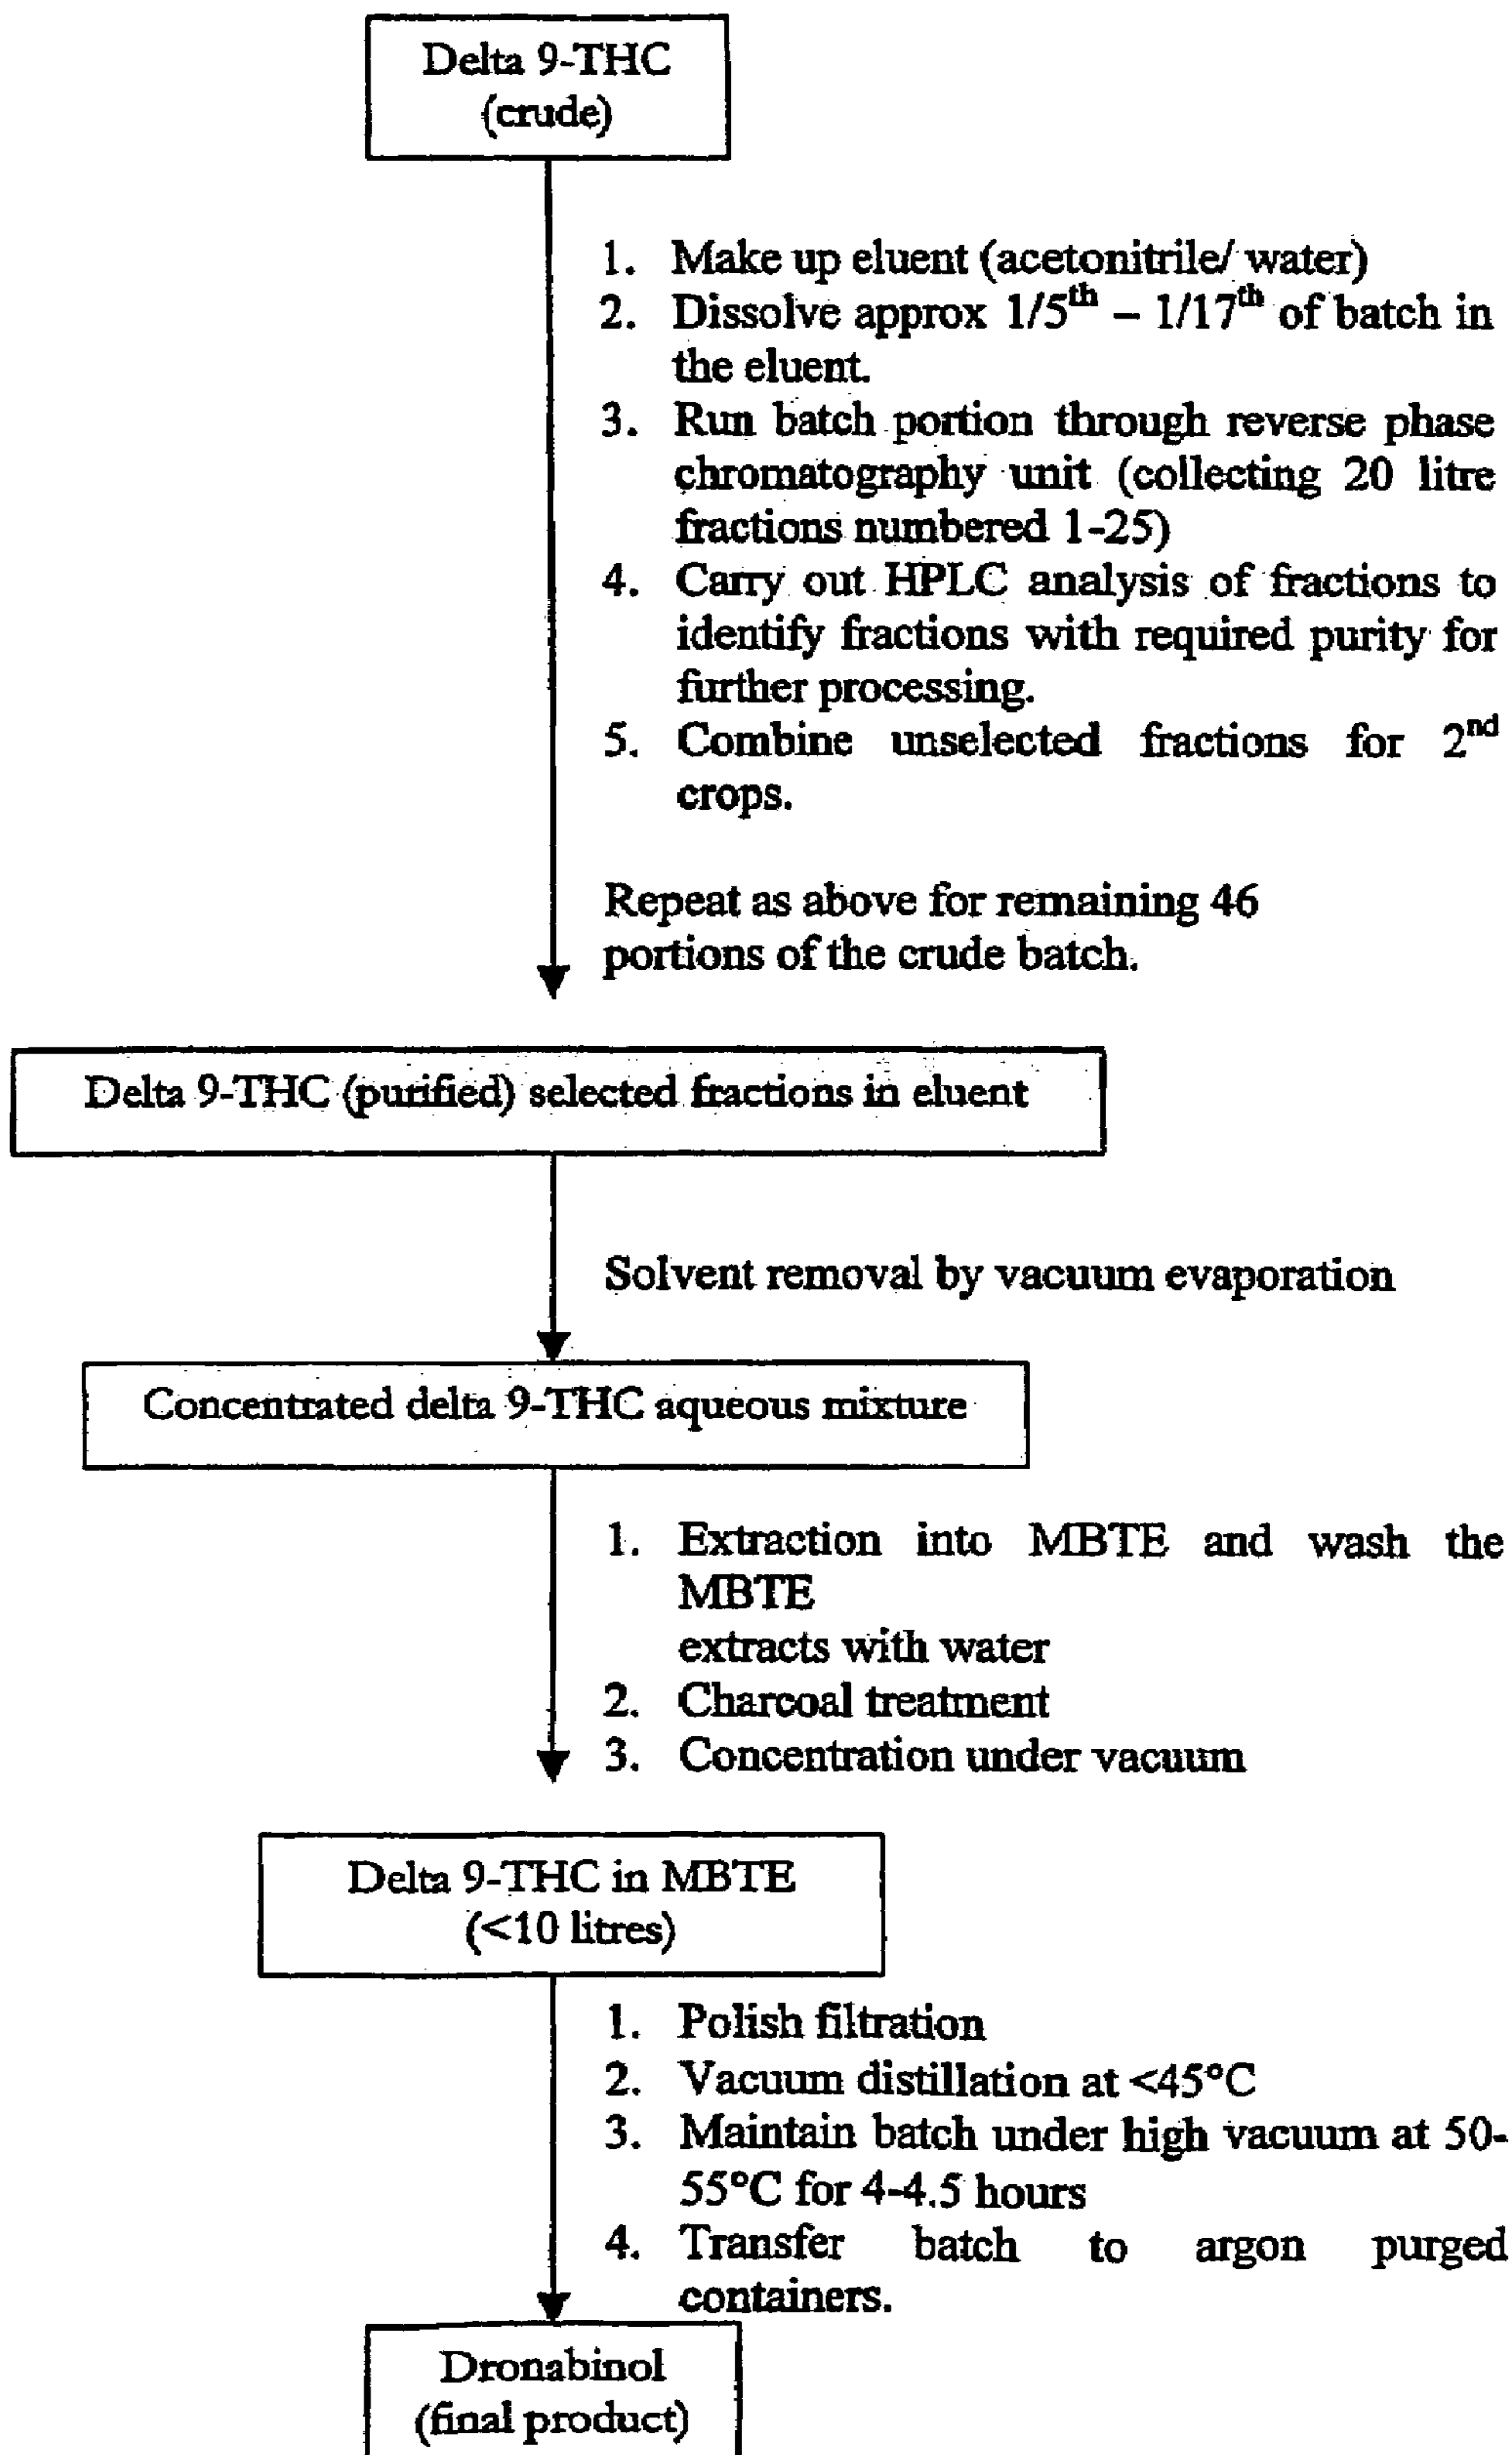 Delta 9-THC
(crude)
1. Make up eluent (acetonitrile/ water)
2. Dissolve approx 1/5th – 1/17th of batch in
the eluent.
3. Run batch portion through reverse phase
chromatography unit (collecting 20 litre
fractions numbered 1-25)
4. Carry out HPLC analysis of fractions to
identify fractions with required purity for
further processing.
5. Combine unselected fractions for 2nd
crops.
Repeat as above for remaining 46
portions of the crude batch.
Delta 9-THC (purified) selected fractions in eluent
Solvent removal by vacuum evaporation
Concentrated delta 9-THC aqueous mixture
1. Extraction into MBTE and wash the
MBTE
extracts with water
2. Charcoal treatment
3. Concentration under vacuum
Delta 9-THC in MBTE
(<10 litres)
1. Polish filtration
2. Vacuum distillation at <45°C
3. Maintain batch under high vacuum at 50-
55°C for 4-4.5 hours
4. Transfer batch to argon purged
containers.
Dronabinol
(final product)